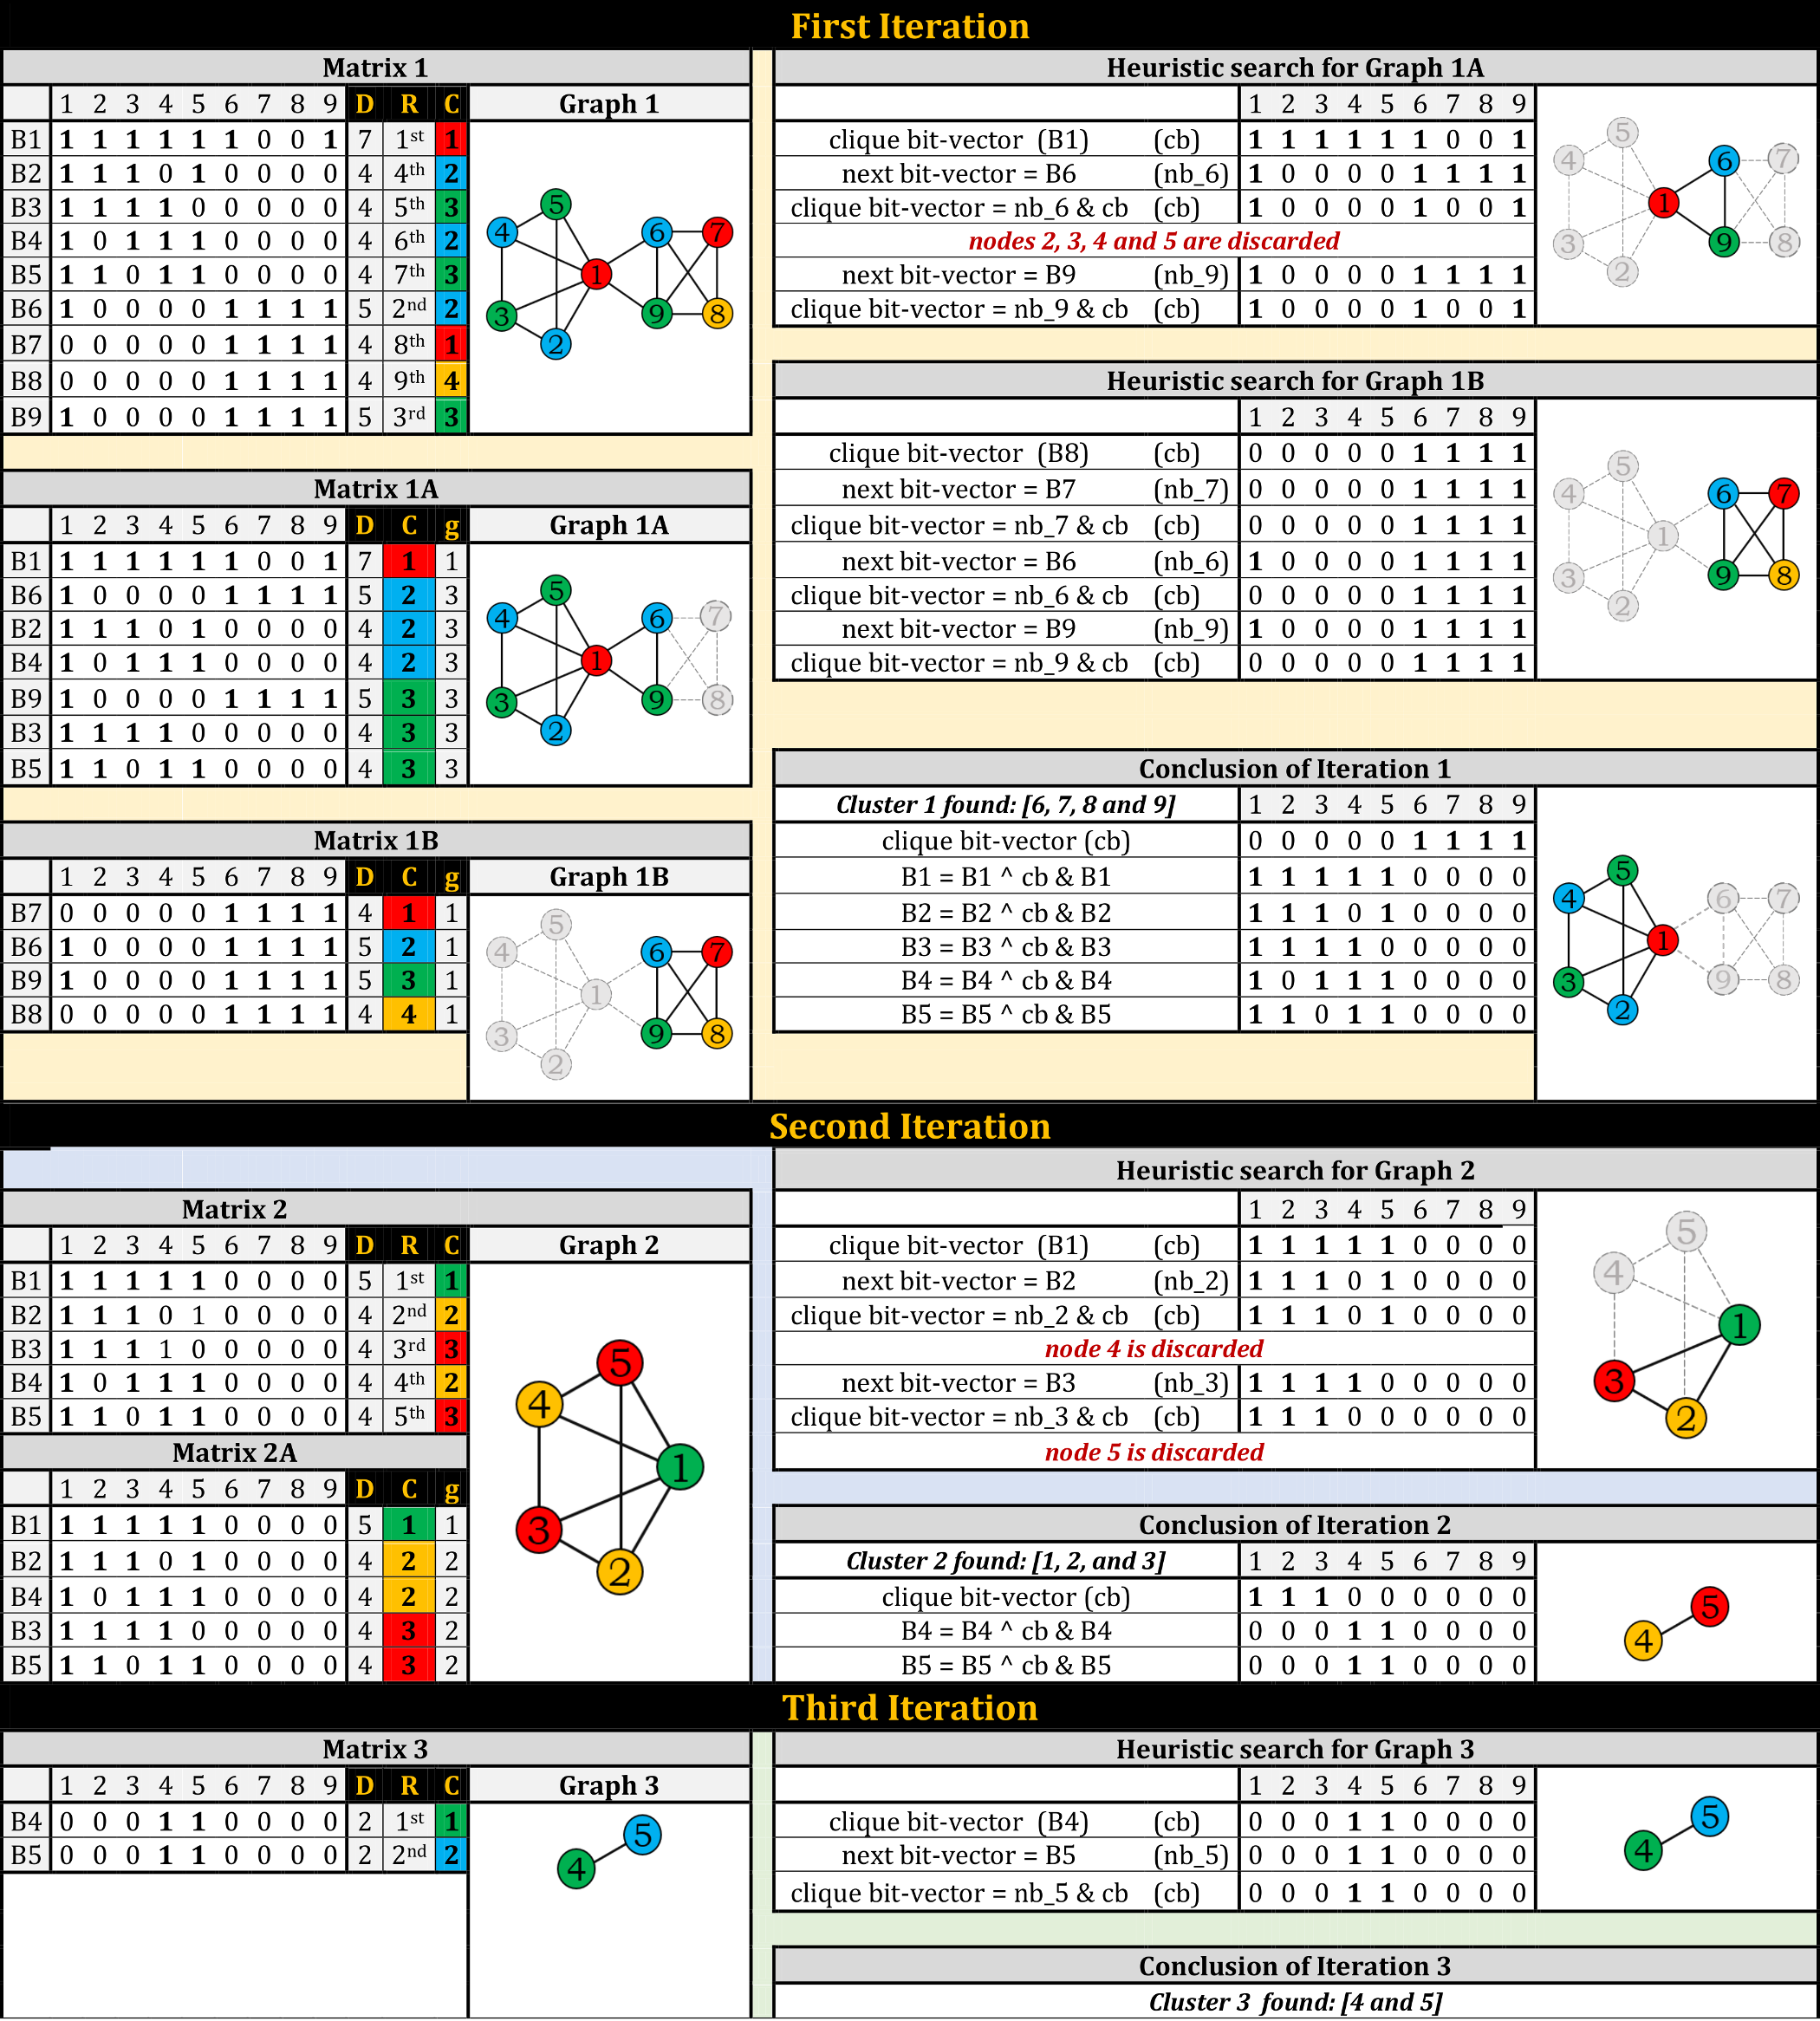 First Iteration
Matrix 1
1 2 3 4 5 6 7 8 9 D R C Graph 1
B1 1 1 1 1 1 1 0 0 1 7 1st 1
B2 1 1 1 0 1 0 0 0 0 4 4th 2
B3 1 1 1 1 0 0 0 0 0 4 5th 3
B4 1 0 1 1 1 0 0 0 0 4 6th 2
B5 1 1 0 1 1 0 0 0 0 4 7th 3
B6 1 0 0 0 0 1 1 1 1 5 2nd 2
B7 0 0 0 0 0 1 1 1 1 4 8th 1
B8 0 0 0 0 0 1 1 1 1 4 9th 4
B9 1 0 0 0 0 1 1 1 1 5 3rd 3
5
4 6 7
1
3 9 8
2
Matrix 1A
1 2 3 4 5 6 7 8 9 D C g Graph 1A
B1 1 1 1 1 1 1 0 0 1 7 1 1
B6 1 0 0 0 0 1 1 1 1 5 2 3
B2 1 1 1 0 1 0 0 0 0 4 2 3
B4 1 0 1 1 1 0 0 0 0 4 2 3
B9 1 0 0 0 0 1 1 1 1 5 3 3
B3 1 1 1 1 0 0 0 0 0 4 3 3
B5 1 1 0 1 1 0 0 0 0 4 3 3
5
4 6 7
1
3 9 8
2
Matrix 1B
1 2 3 4 5 6 7 8 9 D C g Graph 1B
B7 0 0 0 0 0 1 1 1 1 4 1 1
B6 1 0 0 0 0 1 1 1 1 5 2 1
B9 1 0 0 0 0 1 1 1 1 5 3 1
B8 0 0 0 0 0 1 1 1 1 4 4 1
5
4 6 7
1
3 9 8
2
Heuristic search for Graph 1A
1 2 3 4 5 6 7 8 9
clique bit-vector (B1) (cb) 1 1 1 1 1 1 0 0 1
next bit-vector = B6 (nb_6) 1 0 0 0 0 1 1 1 1
clique bit-vector = nb_6 & cb (cb) 1 0 0 0 0 1 0 0 1
nodes 2, 3, 4 and 5 are discarded
next bit-vector = B9 (nb_9) 1 0 0 0 0 1 1 1 1
clique bit-vector = nb_9 & cb (cb) 1 0 0 0 0 1 0 0 1
5
4 6 7
1
3 9 8
2
Heuristic search for Graph 1B
1 2 3 4 5 6 7 8 9
clique bit-vector (B8) (cb) 0 0 0 0 0 1 1 1 1
next bit-vector = B7 (nb_7) 0 0 0 0 0 1 1 1 1
clique bit-vector = nb_7 & cb (cb) 0 0 0 0 0 1 1 1 1
next bit-vector = B6 (nb_6) 1 0 0 0 0 1 1 1 1
clique bit-vector = nb_6 & cb (cb) 0 0 0 0 0 1 1 1 1
next bit-vector = B9 (nb_9) 1 0 0 0 0 1 1 1 1
clique bit-vector = nb_9 & cb (cb) 0 0 0 0 0 1 1 1 1
5
4 6 7
1
3 9 8
2
Conclusion of Iteration 1
Cluster 1 found: [6, 7, 8 and 9] 1 2 3 4 5 6 7 8 9
clique bit-vector (cb) 0 0 0 0 0 1 1 1 1
B1 = B1 ^ cb & B1 1 1 1 1 1 0 0 0 0
B2 = B2 ^ cb & B2 1 1 1 0 1 0 0 0 0
B3 = B3 ^ cb & B3 1 1 1 1 0 0 0 0 0
B4 = B4 ^ cb & B4 1 0 1 1 1 0 0 0 0
B5 = B5 ^ cb & B5 1 1 0 1 1 0 0 0 0
5
4 6 7
1
3 9 8
2
Second Iteration
Matrix 2
1 2 3 4 5 6 7 8 9 D R C Graph 2
B1 1 1 1 1 1 0 0 0 0 5 1st 1
B2 1 1 1 0 1 0 0 0 0 4 2nd 2
B3 1 1 1 1 0 0 0 0 0 4 3rd 3
B4 1 0 1 1 1 0 0 0 0 4 4th 2
B5 1 1 0 1 1 0 0 0 0 4 5th 3
Matrix 2A
1 2 3 4 5 6 7 8 9 D C g
B1 1 1 1 1 1 0 0 0 0 5 1 1
B2 1 1 1 0 1 0 0 0 0 4 2 2
B4 1 0 1 1 1 0 0 0 0 4 2 2
B3 1 1 1 1 0 0 0 0 0 4 3 2
B5 1 1 0 1 1 0 0 0 0 4 3 2
5
4
1
3
2
Heuristic search for Graph 2
1 2 3 4 5 6 7 8 9
clique bit-vector (B1) (cb) 1 1 1 1 1 0 0 0 0
next bit-vector = B2 (nb_2) 1 1 1 0 1 0 0 0 0
clique bit-vector = nb_2 & cb (cb) 1 1 1 0 1 0 0 0 0
node 4 is discarded
next bit-vector = B3 (nb_3) 1 1 1 1 0 0 0 0 0
clique bit-vector = nb_3 & cb (cb) 1 1 1 0 0 0 0 0 0
node 5 is discarded
5
4
1
3
2
Conclusion of Iteration 2
Cluster 2 found: [1, 2, and 3] 1 2 3 4 5 6 7 8 9
clique bit-vector (cb) 1 1 1 0 0 0 0 0 0
B4 = B4 ^ cb & B4 0 0 0 1 1 0 0 0 0
B5 = B5 ^ cb & B5 0 0 0 1 1 0 0 0 0
5
4
Third Iteration
Matrix 3
1 2 3 4 5 6 7 8 9 D R C Graph 3
B4 0 0 0 1 1 0 0 0 0 2 1st 1
B5 0 0 0 1 1 0 0 0 0 2 2nd 2
5
4
Heuristic search for Graph 3
1 2 3 4 5 6 7 8 9
clique bit-vector (B4) (cb) 0 0 0 1 1 0 0 0 0
next bit-vector = B5 (nb_5) 0 0 0 1 1 0 0 0 0
clique bit-vector = nb_5 & cb (cb) 0 0 0 1 1 0 0 0 0
5
4
Conclusion of Iteration 3
Cluster 3 found: [4 and 5]